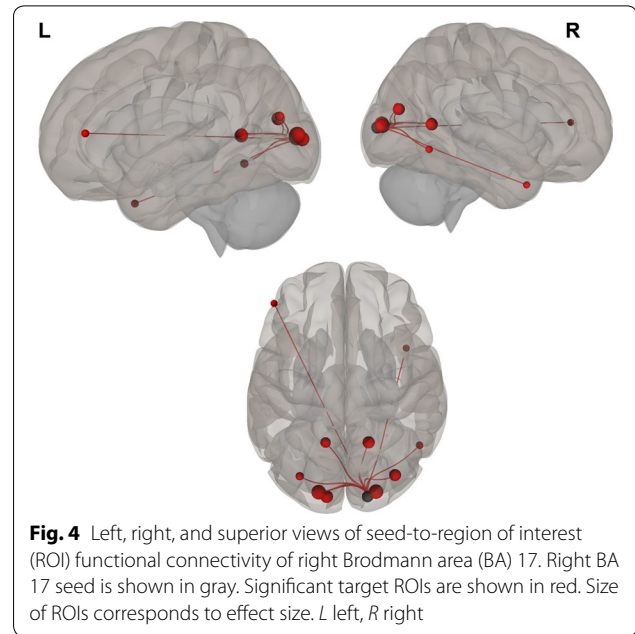 L
R
Fig. 4 Left, right, and superior views of seed-to-region of interest
(ROI) functional connectivity of right Brodmann area (BA) 17. Right BA
17 seed is shown in gray. Significant target ROIs are shown in red. Size
of ROIs corresponds to effect size. L left, R right